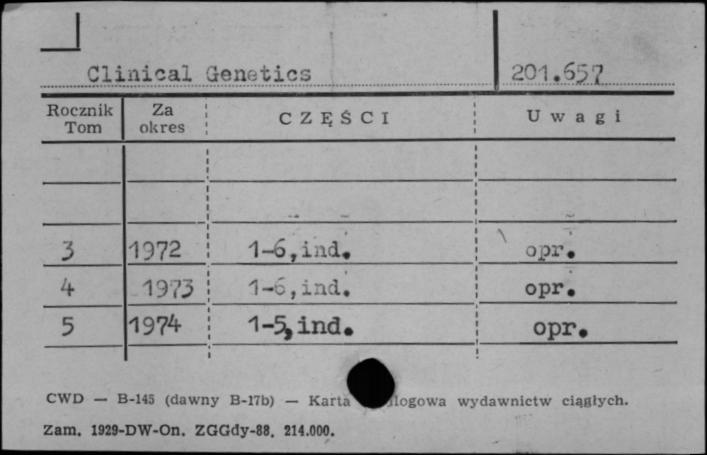 Clinical Genetics 201.657
Rocznik Tom Za okres CZĘŚCI Uwagi
3 1972 1-6, ind. opr.
4 1973 1-6, ind. opr.
5 1974 1-5, ind. opr.
CWD — B-145 (dawny B-17b) — Karta logowa wydawnictw ciągłych.
Zam. 1929-DW-On. ZGGdy-88. 214.000.